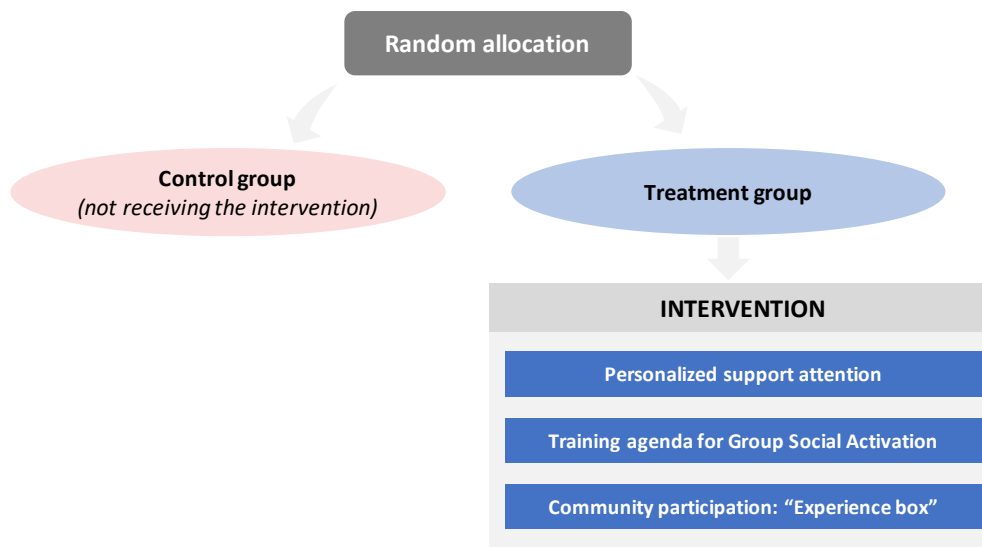 Random allocation
Control group
(not receiving the intervention)
Treatment group
INTERVENTION
Personalized support attention
Training agenda for Group Social Activation
Community participation: “Experience box”